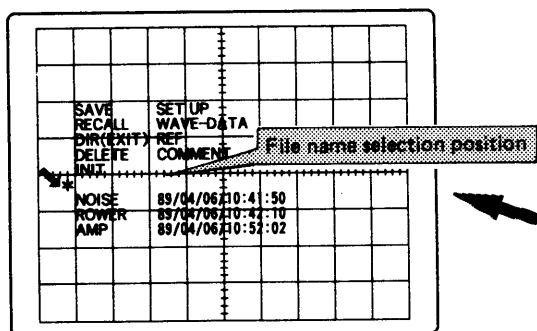 SAVE SET UP
RECALL WAVE-DATA
DIR(EXIT) REF
DELETE COMMENT
INIT
File name selection position
*
NOISE 89/04/06/10:41:50
ROWER 89/04/06/10:42:10
AMP 89/04/06/10:52:02